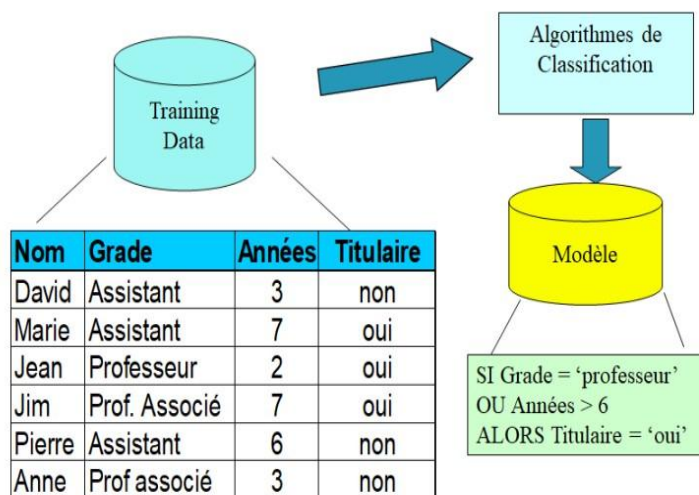 Training
Data
Algorithmes de
Classification
Modèle
Nom Grade Années Titulaire
David Assistant 3 non
Marie Assistant 7 oui
Jean Professeur 2 oui
Jim Prof. Associé 7 oui
Pierre Assistant 6 non
Anne Prof associé 3 non
SI Grade = ‘professeur’
OU Années > 6
ALORS Titulaire = ‘oui’